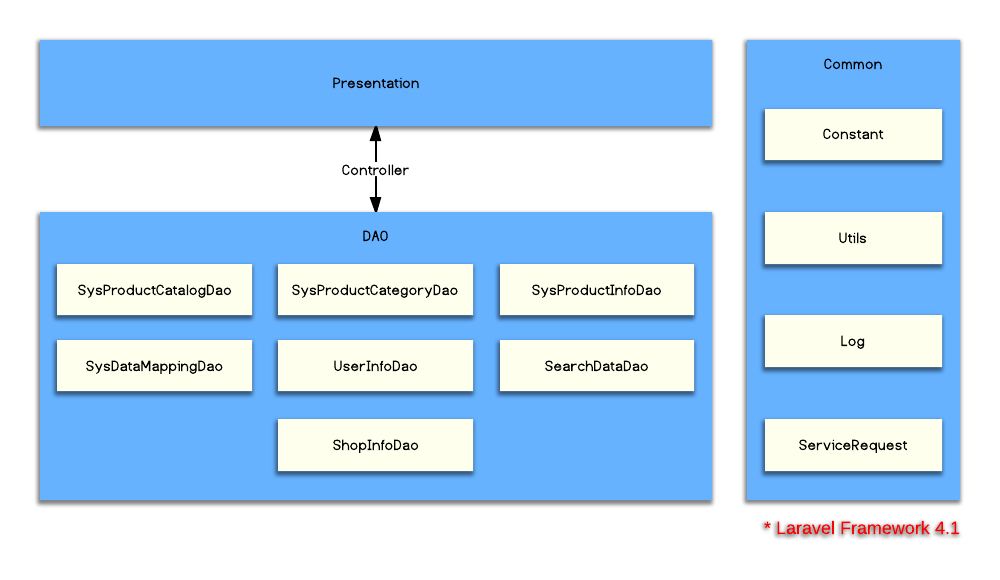 Presentation
Controller
DAO
SysProductCatalogDao
SysProductCategoryDao
SysProductInfoDao
SysDataMappingDao
UserInfoDao
SearchDataDao
ShopInfoDao
Common
Constant
Utils
Log
ServiceRequest
* Laravel Framework 4.1